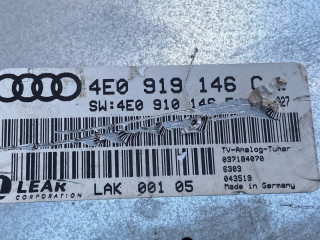 4E0 919 146 C
SW:4E0 910 146
TV-Analog-Tuner
037184070
6303
043519
Made in Germany
LEAR
CORPORATION
LAK 001 05